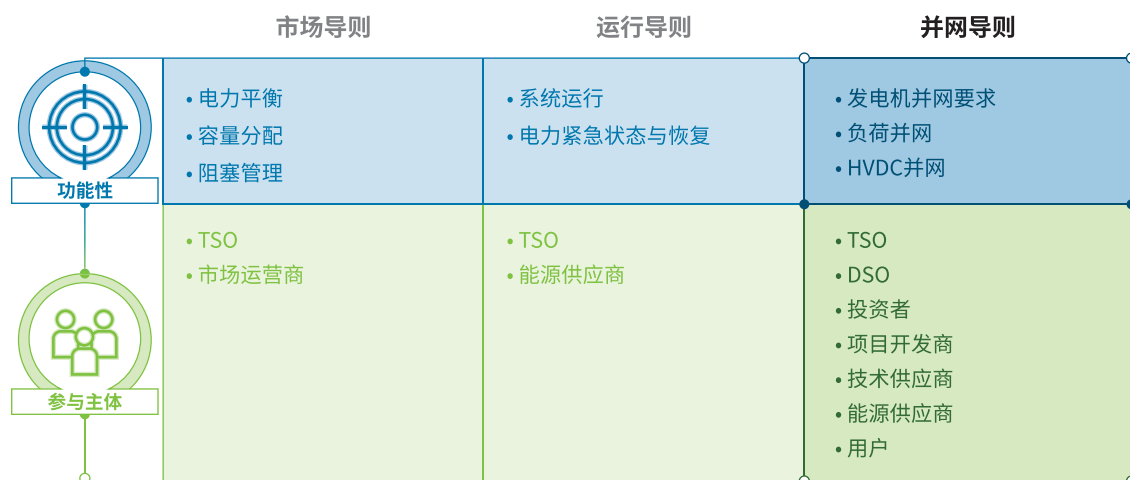 市场导则
运行导则
并网导则
功能性
• 电力平衡
• 容量分配
• 阻塞管理
• 系统运行
• 电力紧急状态与恢复
• 发电机并网要求
• 负荷并网
• HVDC并网
参与主体
• TSO
• 市场运营商
• TSO
• 能源供应商
• TSO
• DSO
• 投资者
• 项目开发商
• 技术供应商
• 能源供应商
• 用户